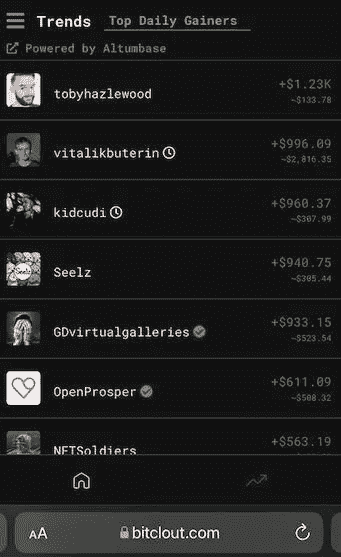 Trends Top Daily Gainers
Powered by Altumbase
tobyhazlewood +$1.23K
~$133.78
vitalikbuterin +$996.09
~$2,816.35
kidcudi +$960.37
~$307.99
Seelz +$940.75
~$305.44
GDvirtualgalleries +$933.15
~$523.54
OpenProsper +$611.09
~$508.32
NFTSoldiers +$563.19
AA bitclout.com